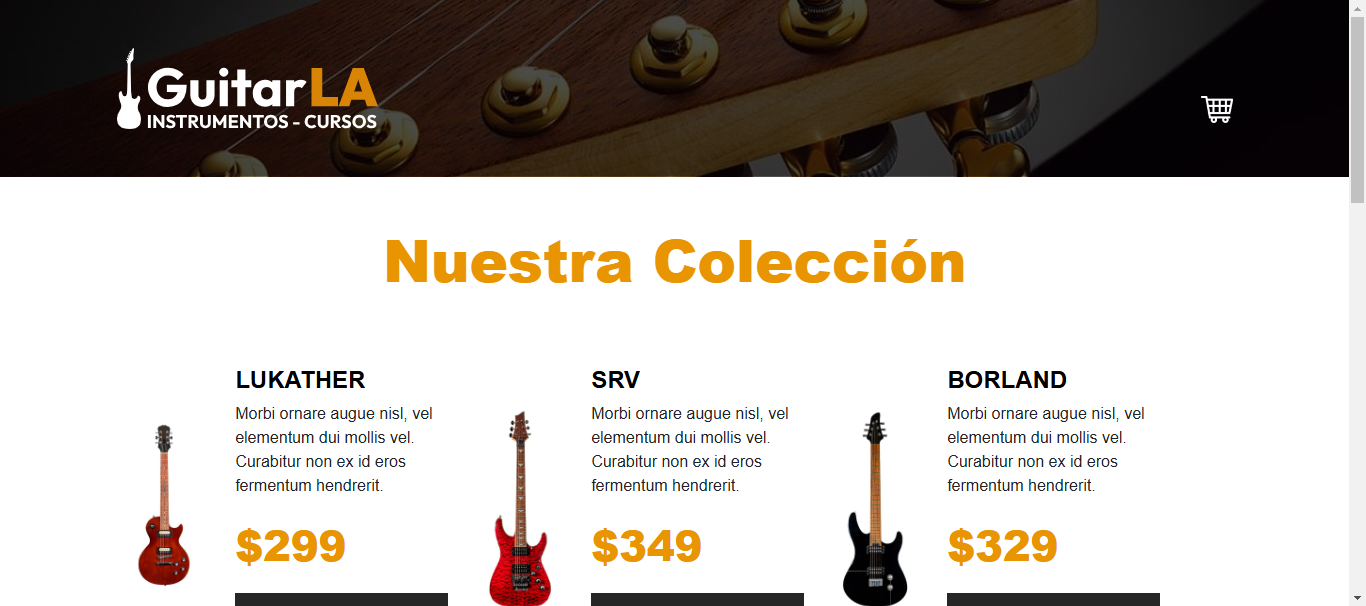 GuitarLA
INSTRUMENTOS - CURSOS
Nuestra Colección
LUKATHER
Morbi ornare augue nisl, vel
elementum dui mollis vel.
Curabitur non ex id eros
fermentum hendrerit.
$299
SRV
Morbi ornare augue nisl, vel
elementum dui mollis vel.
Curabitur non ex id eros
fermentum hendrerit.
$349
BORLAND
Morbi ornare augue nisl, vel
elementum dui mollis vel.
Curabitur non ex id eros
fermentum hendrerit.
$329